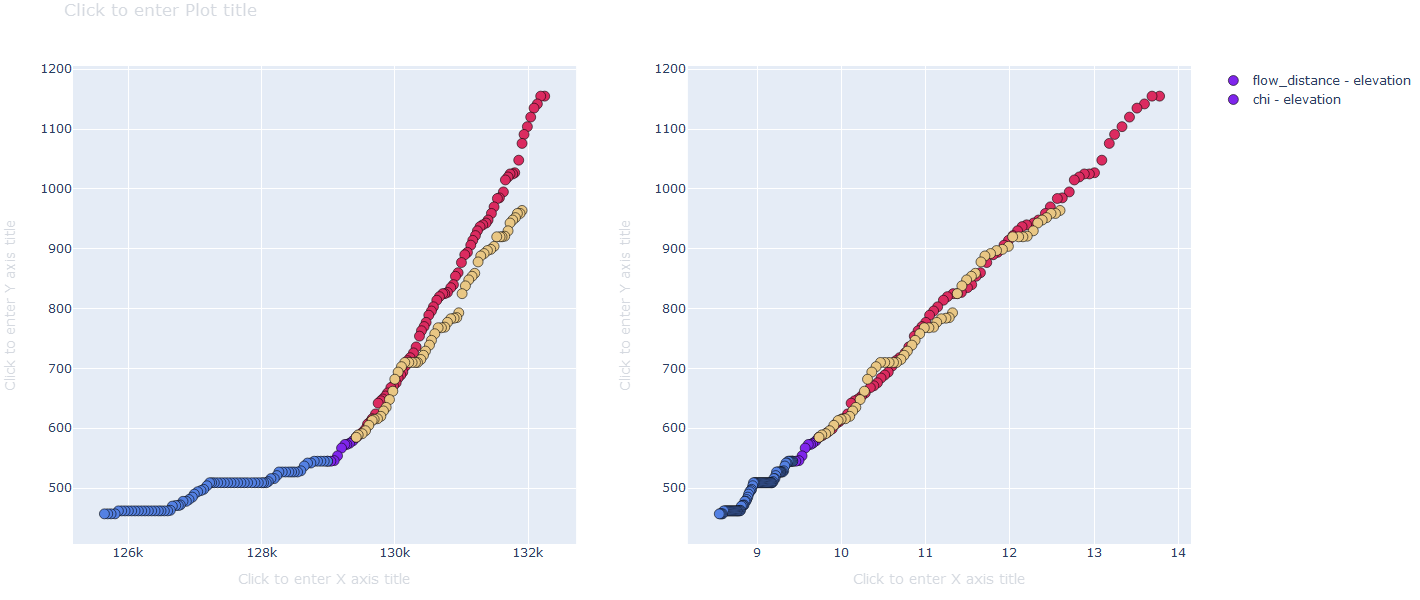 Click to enter Plot title
1200
1100
1000
900
800
700
600
500
126k
128k
130k
132k
Click to enter X axis title
Click to enter Y axis title
1200
1100
1000
900
800
700
600
500
9
10
11
12
13
14
Click to enter X axis title
Click to enter Y axis title
flow_distance - elevation
chi - elevation